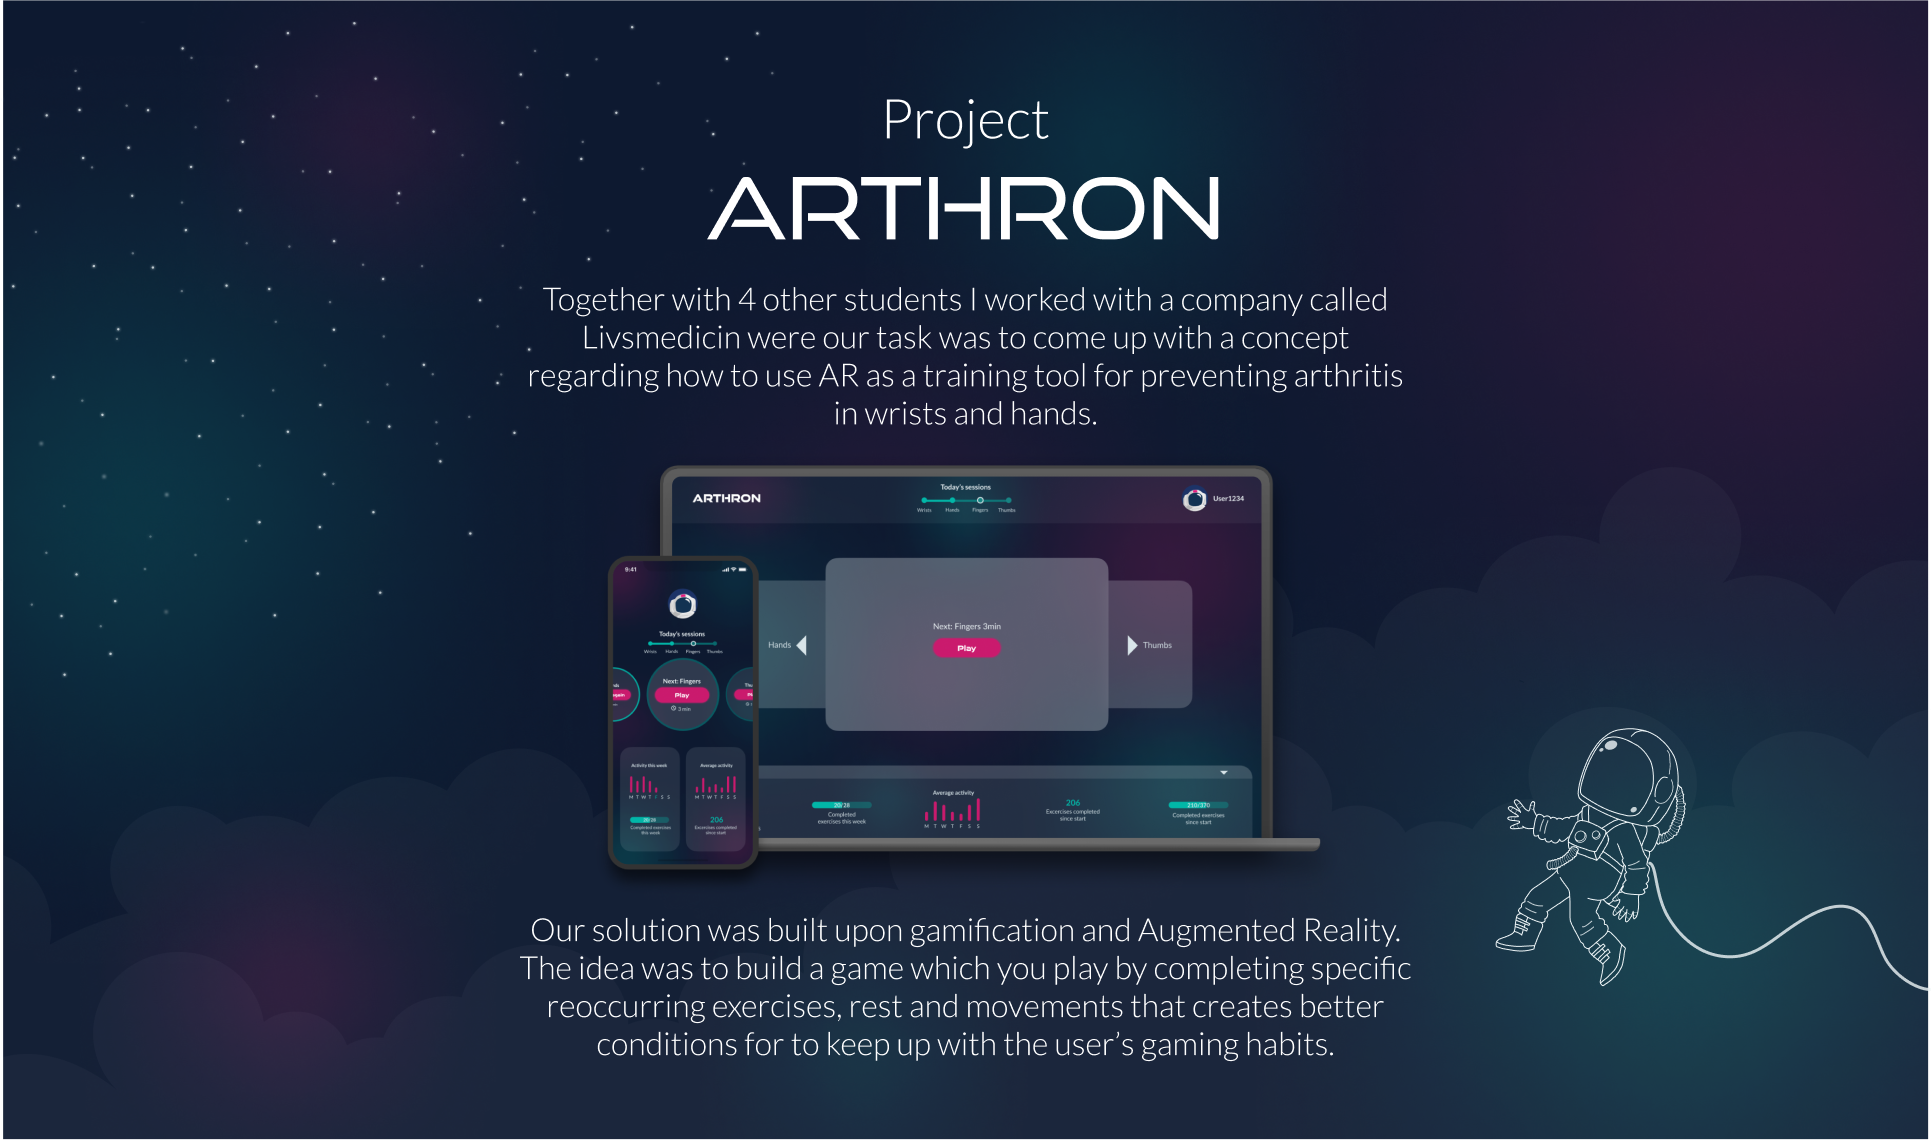 Project
ARTHRON
Together with 4 other students I worked with a company called
Livsmedicin were our task was to come up with a concept
regarding how to use AR as a training tool for preventing arthritis
in wrists and hands.
ARTHRON
Today's sessions
Wrists Hands Fingers Thumbs
User1234
Hands
Next: Fingers 3min
Play
Thumbs
20/28
Completed
exercises this week
Average activity
M T W T F S S
206
Excercises completed
since start
210/370
Completed exercises
since start
9:41
Today's sessions
Wrists Hands Fingers Thumbs
Next: Fingers
Play
3 min
Activity this week
M T W T F S S
20/28
Completed exercises
this week
Average activity
M T W T F S S
206
Excercises completed
since start
Our solution was built upon gamification and Augmented Reality.
The idea was to build a game which you play by completing specific
reoccurring exercises, rest and movements that creates better
conditions for to keep up with the user's gaming habits.